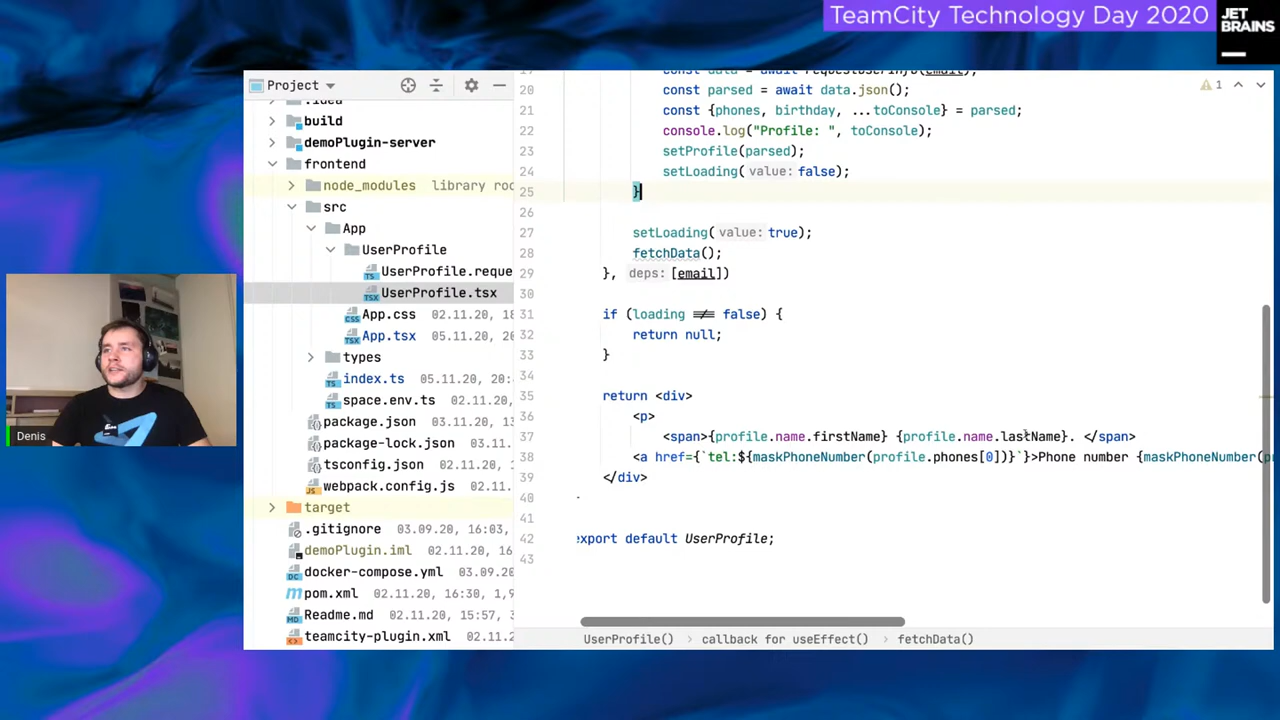 TeamCity Technology Day 2020
JET
BRAINS
Project
.idea
build
demoPlugin-server
frontend
node_modules library roo
src
App
UserProfile
UserProfile.reque
UserProfile.tsx
App.css 02.11.20, 18
App.tsx 05.11.20, 20
types
index.ts 05.11.20, 20:
space.env.ts 02.11.20,
package.json 03.11.20, 13
package-lock.json 03.11.
tsconfig.json 02.11.20,
webpack.config.js 02.11.
target
.gitignore 03.09.20, 16:03,
demoPlugin.iml 02.11.20, 16
docker-compose.yml 03.09.20
pom.xml 02.11.20, 16:30, 1,9
Readme.md 02.11.20, 15:57, 3
teamcity-plugin.xml 02.11.2
19 const data = await requestUserInfo(email);
20 const parsed = await data.json();
21 const {phones, birthday, ...toConsole} = parsed;
22 console.log("Profile: ", toConsole);
23 setProfile(parsed);
24 setLoading( value: false);
25 }
26
27 setLoading( value: true);
28 fetchData();
29 }, deps: [email])
30
31 if (loading !== false) {
32 return null;
33 }
34
35 return <div>
36 <p>
37 <span>{profile.name.firstName} {profile.name.lastName}. </span>
38 <a href={`tel:${maskPhoneNumber(profile.phones[0])}`}>Phone number {maskPhoneNumber(p
39 </div>
40
41
42 export default UserProfile;
43
1
UserProfile() callback for useEffect() fetchData()
Denis